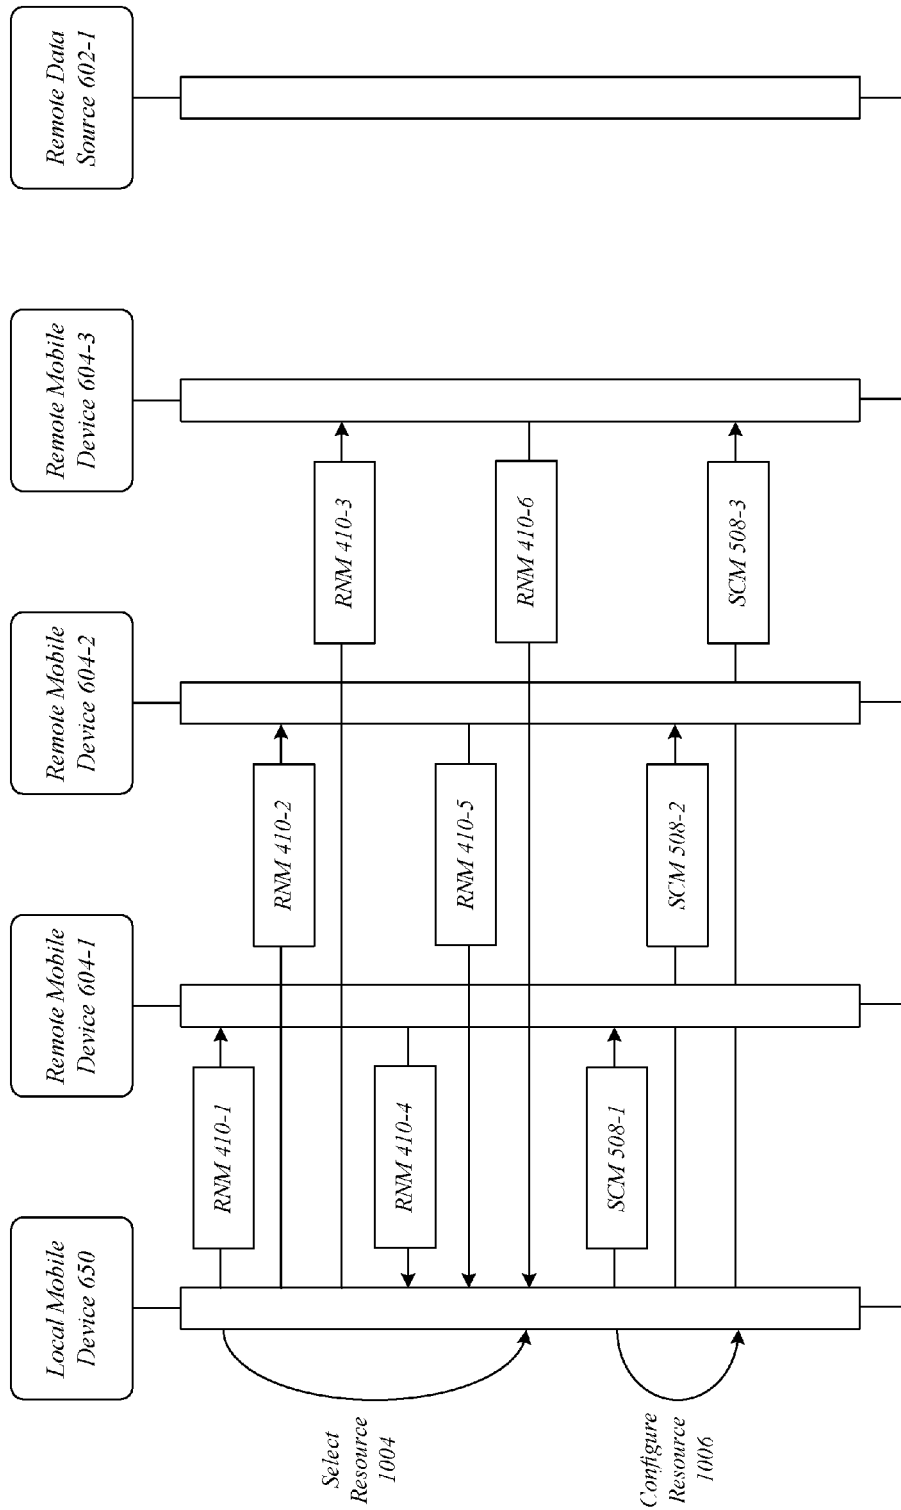 Local Mobile
Device 650
Remote Mobile
Device 604-1
Remote Mobile
Device 604-2
Remote Mobile
Device 604-3
Remote Data
Source 602-1
Select
Resource
1004
RNM 410-1
RNM 410-2
RNM 410-3
RNM 410-4
RNM 410-5
RNM 410-6
Configure
Resource
1006
SCM 508-1
SCM 508-2
SCM 508-3